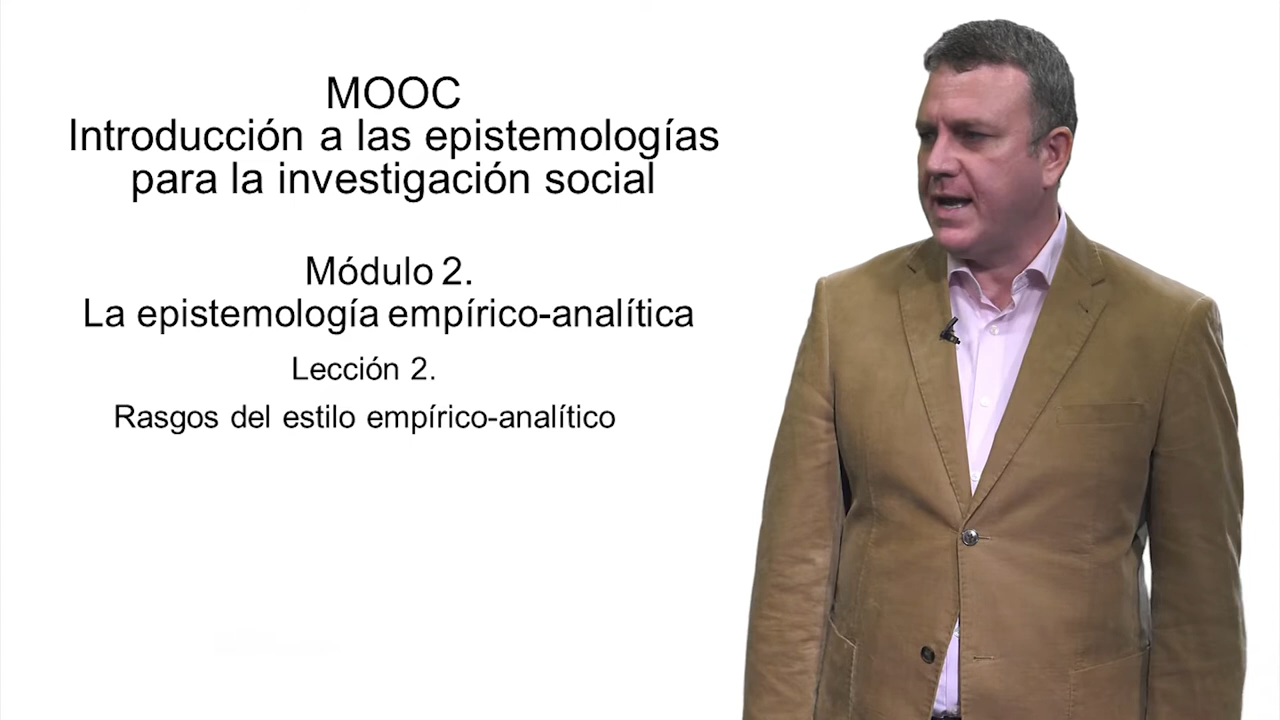 MOOC
Introducción a las epistemologías
para la investigación social
Módulo 2.
La epistemología empírico-analítica
Lección 2.
Rasgos del estilo empírico-analítico